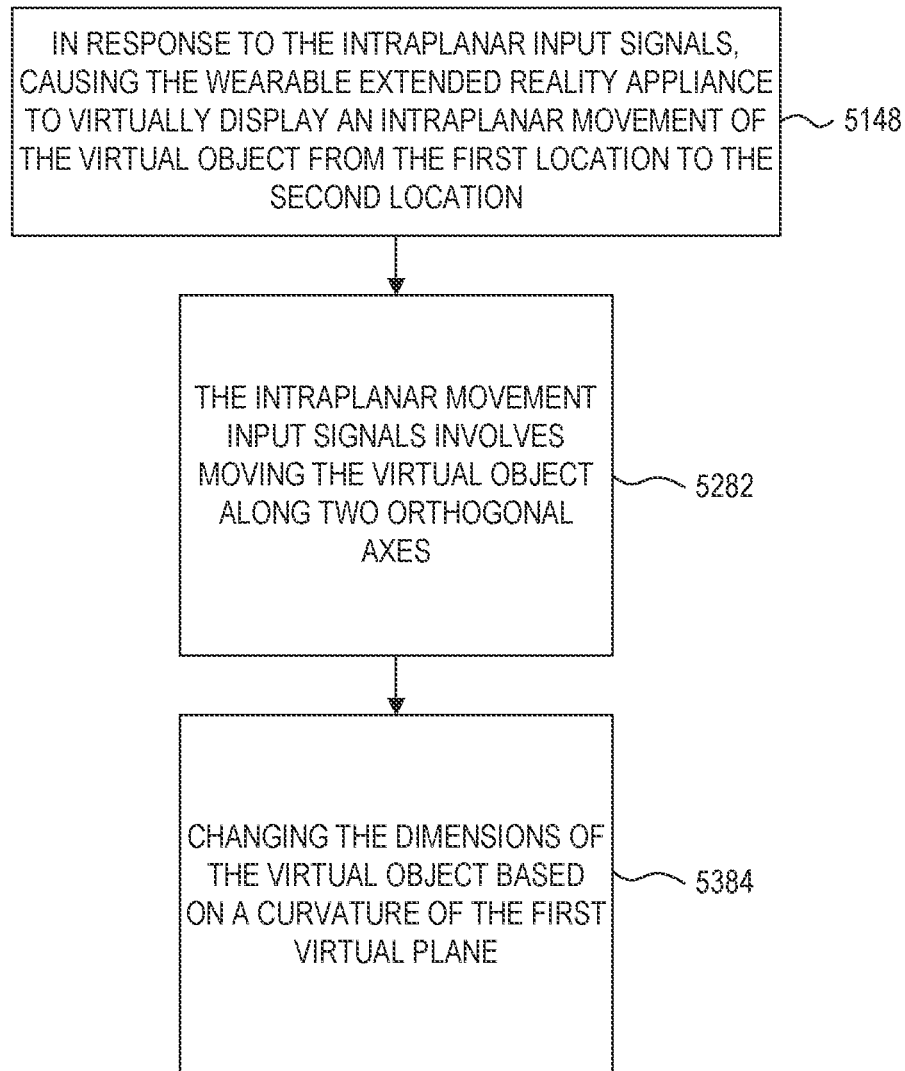 IN RESPONSE TO THE INTRAPLANAR INPUT SIGNALS,
CAUSING THE WEARABLE EXTENDED REALITY APPLIANCE
TO VIRTUALLY DISPLAY AN INTRAPLANAR MOVEMENT OF
THE VIRTUAL OBJECT FROM THE FIRST LOCATION TO THE
SECOND LOCATION
5148
THE INTRAPLANAR MOVEMENT
INPUT SIGNALS INVOLVES
MOVING THE VIRTUAL OBJECT
ALONG TWO ORTHOGONAL
AXES
5282
CHANGING THE DIMENSIONS OF
THE VIRTUAL OBJECT BASED
ON A CURVATURE OF THE FIRST
VIRTUAL PLANE
5384